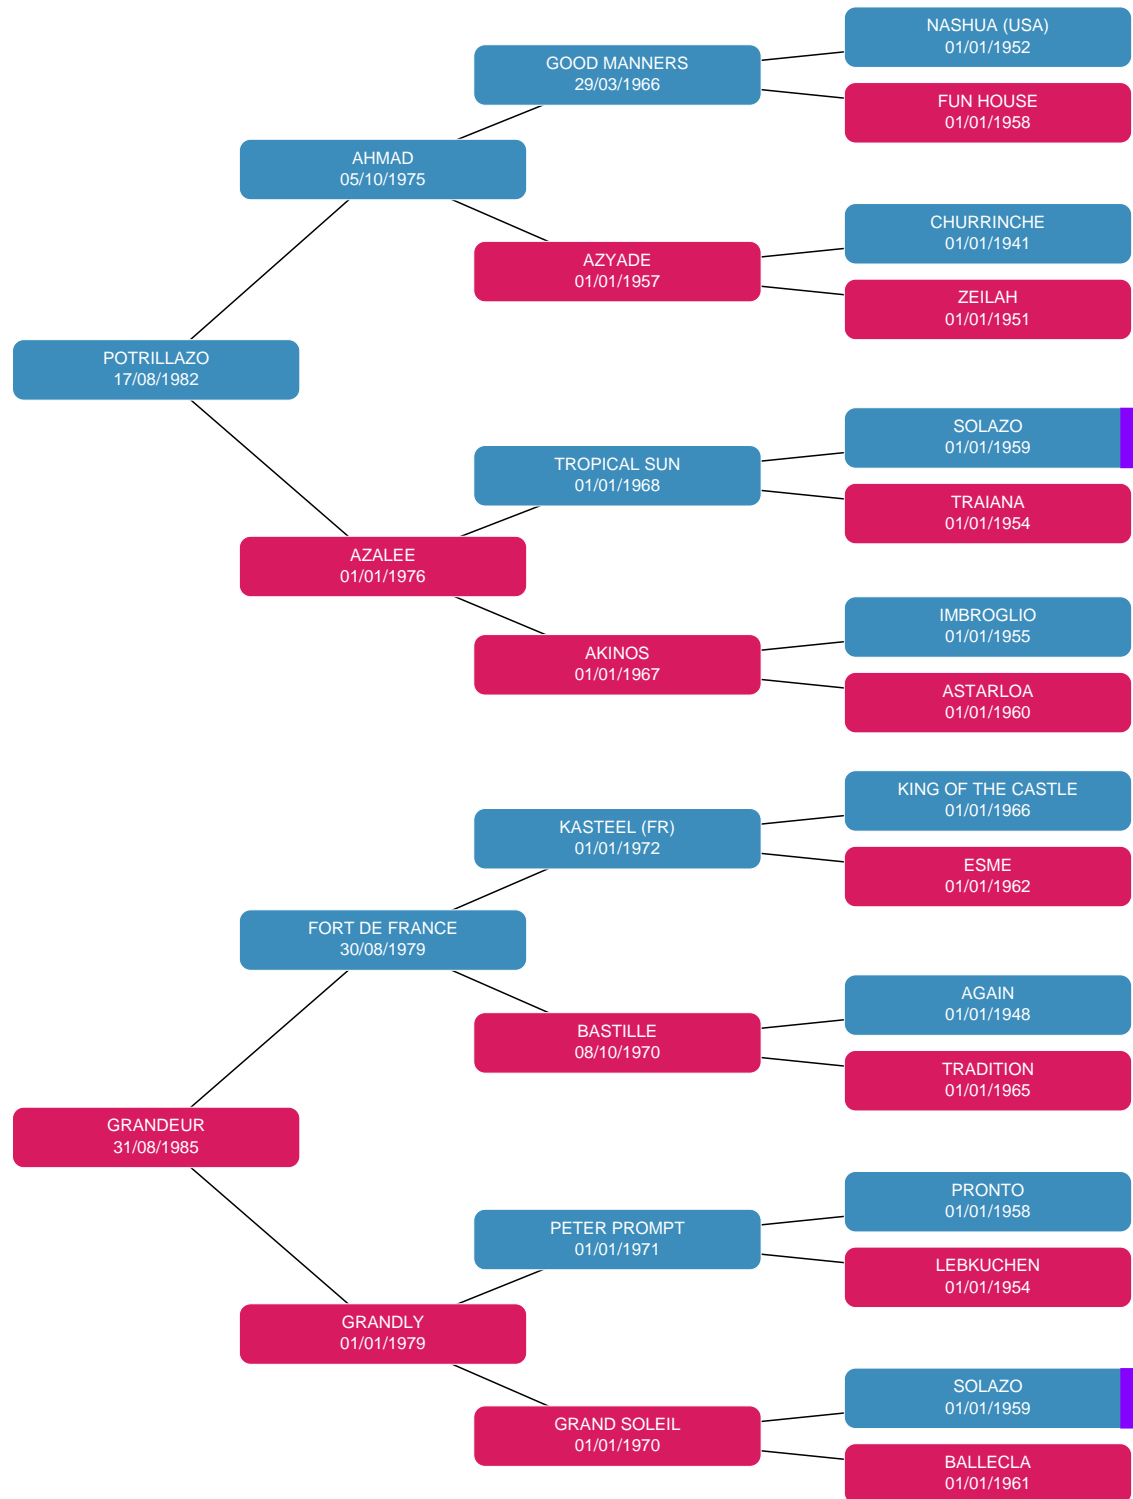 NASHUA (USA)
01/01/1952
GOOD MANNERS
29/03/1966
FUN HOUSE
01/01/1958
AHMAD
05/10/1975
CHURRINCHE
01/01/1941
AZYADE
01/01/1957
ZEILAH
01/01/1951
POTRILLAZO
17/08/1982
SOLAZO
01/01/1959
TROPICAL SUN
01/01/1968
TRAIANA
01/01/1954
AZALEE
01/01/1976
IMBROGLIO
01/01/1955
AKINOS
01/01/1967
ASTARLOA
01/01/1960
KING OF THE CASTLE
01/01/1966
KASTEEL (FR)
01/01/1972
ESME
01/01/1962
FORT DE FRANCE
30/08/1979
AGAIN
01/01/1948
BASTILLE
08/10/1970
TRADITION
01/01/1965
GRANDEUR
31/08/1985
PRONTO
01/01/1958
PETER PROMPT
01/01/1971
LEBKUCHEN
01/01/1954
GRANDLY
01/01/1979
SOLAZO
01/01/1959
GRAND SOLEIL
01/01/1970
BALLECLA
01/01/1961